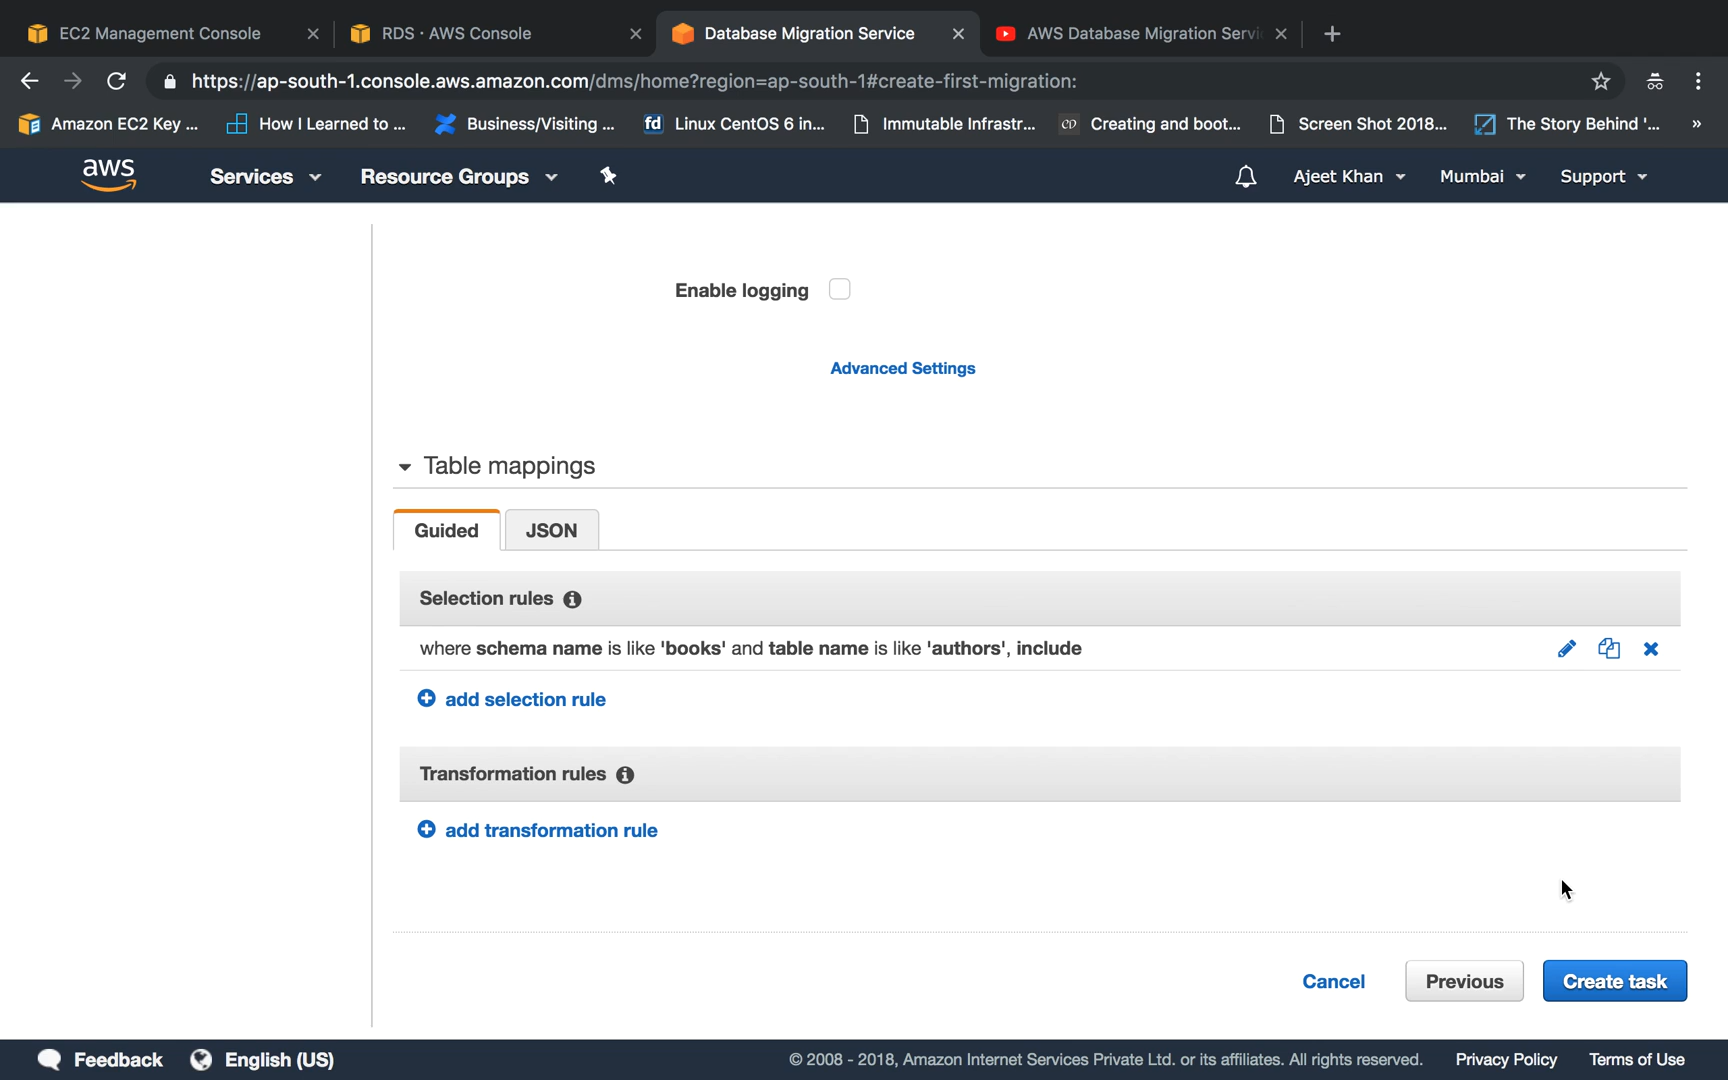 EC2 Management Console
RDS · AWS Console
Database Migration Service
AWS Database Migration Servi
https://ap-south-1.console.aws.amazon.com/dms/home?region=ap-south-1#create-first-migration:
Amazon EC2 Key ...
How I Learned to ...
Business/Visiting ...
fd Linux CentOS 6 in...
Immutable Infrastr...
CD Creating and boot...
Screen Shot 2018...
The Story Behind '...
»
aws
Services
Resource Groups
Ajeet Khan
Mumbai
Support
Enable logging
Advanced Settings
Table mappings
Guided
JSON
Selection rules
where schema name is like 'books' and table name is like 'authors', include
add selection rule
Transformation rules
add transformation rule
Cancel
Previous
Create task
Feedback
English (US)
© 2008 - 2018, Amazon Internet Services Private Ltd. or its affiliates. All rights reserved.
Privacy Policy
Terms of Use